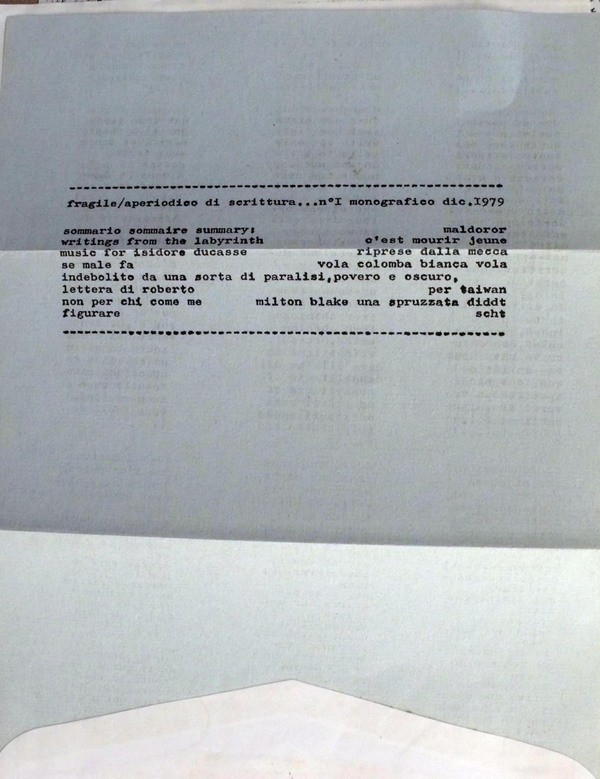 fragile/aperiodico di scrittura...n°I monografico dic.1979
sommario sommaire summary: maldoror
writings from the labyrinth c'est mourir jeune
music for isidore ducasse riprese dalla mecca
se male fa vola colomba bianca vola
indebolito da una sorta di paralisi,povero e oscuro,
lettera di roberto per taiwan
non per chi come me milton blake una spruzzata diddt
figurare scht